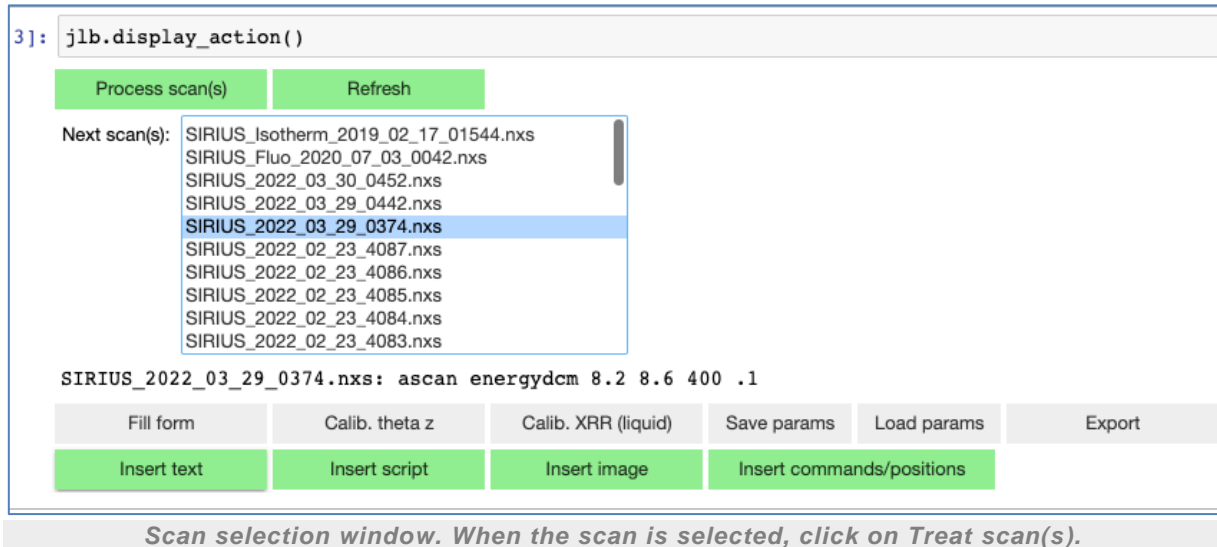 3]: jlb.display_action()
Process scan(s) Refresh
Next scan(s): SIRIUS_Isotherm_2019_02_17_01544.nxs
SIRIUS_Fluo_2020_07_03_0042.nxs
SIRIUS_2022_03_30_0452.nxs
SIRIUS_2022_03_29_0442.nxs
SIRIUS_2022_03_29_0374.nxs
SIRIUS_2022_02_23_4087.nxs
SIRIUS_2022_02_23_4086.nxs
SIRIUS_2022_02_23_4085.nxs
SIRIUS_2022_02_23_4084.nxs
SIRIUS_2022_02_23_4083.nxs
SIRIUS_2022_03_29_0374.nxs: ascan energydcm 8.2 8.6 400 .1
Fill form Calib. theta z Calib. XRR (liquid) Save params Load params Export
Insert text Insert script Insert image Insert commands/positions
Scan selection window. When the scan is selected, click on Treat scan(s).